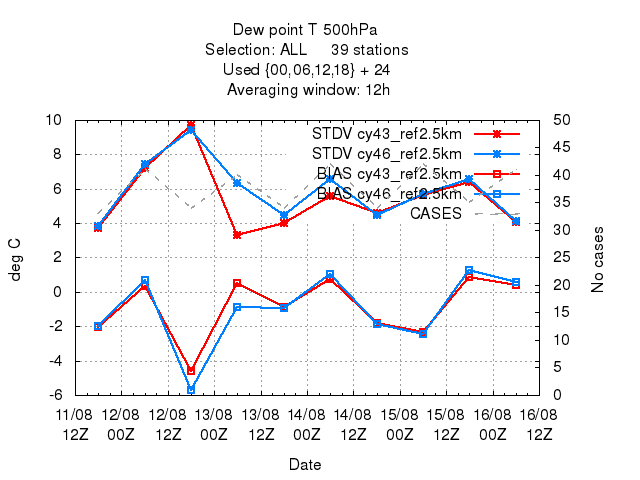 Dew point T 500hPa
Selection: ALL 39 stations
Used {00,06,12,18} + 24
Averaging window: 12h
STDV cy43_ref2.5km
STDV cy46_ref2.5km
BIAS cy43_ref2.5km
BIAS cy46_ref2.5km
CASES
10
8
6
4
2
0
-2
-4
-6
deg C
50
45
40
35
30
25
20
15
10
5
0
No cases
11/08 12/08 12/08 13/08 13/08 14/08 14/08 15/08 15/08 16/08 16/08
12Z 00Z 12Z 00Z 12Z 00Z 12Z 00Z 12Z 00Z 12Z
Date